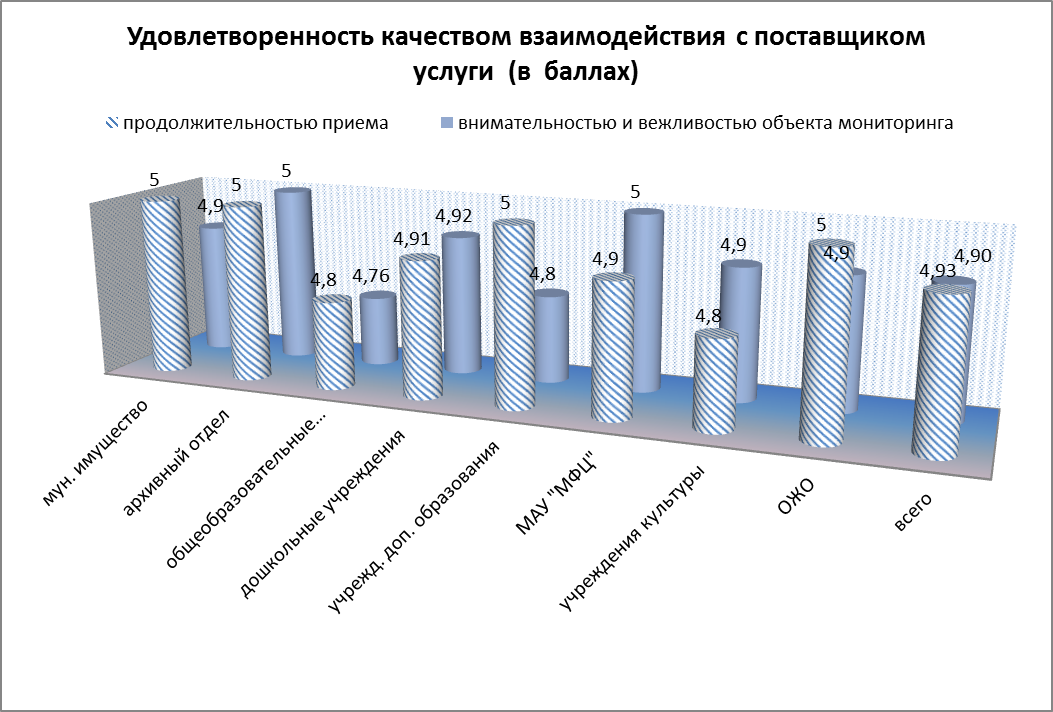 Удовлетворенность качеством взаимодействия с поставщиком
услуги (в баллах)
продолжительностью приема
внимательностью и вежливостью объекта мониторинга
5
4,9
5
5
4,8
4,76
4,91
4,92
5
4,8
4,9
5
4,8
4,9
5
4,9
4,93
4,90
мун. имущество
архивный отдел
общеобразовательные...
дошкольные учреждения
учрежд. доп. образования
МАУ "МФЦ"
учреждения культуры
ОЖО
всего